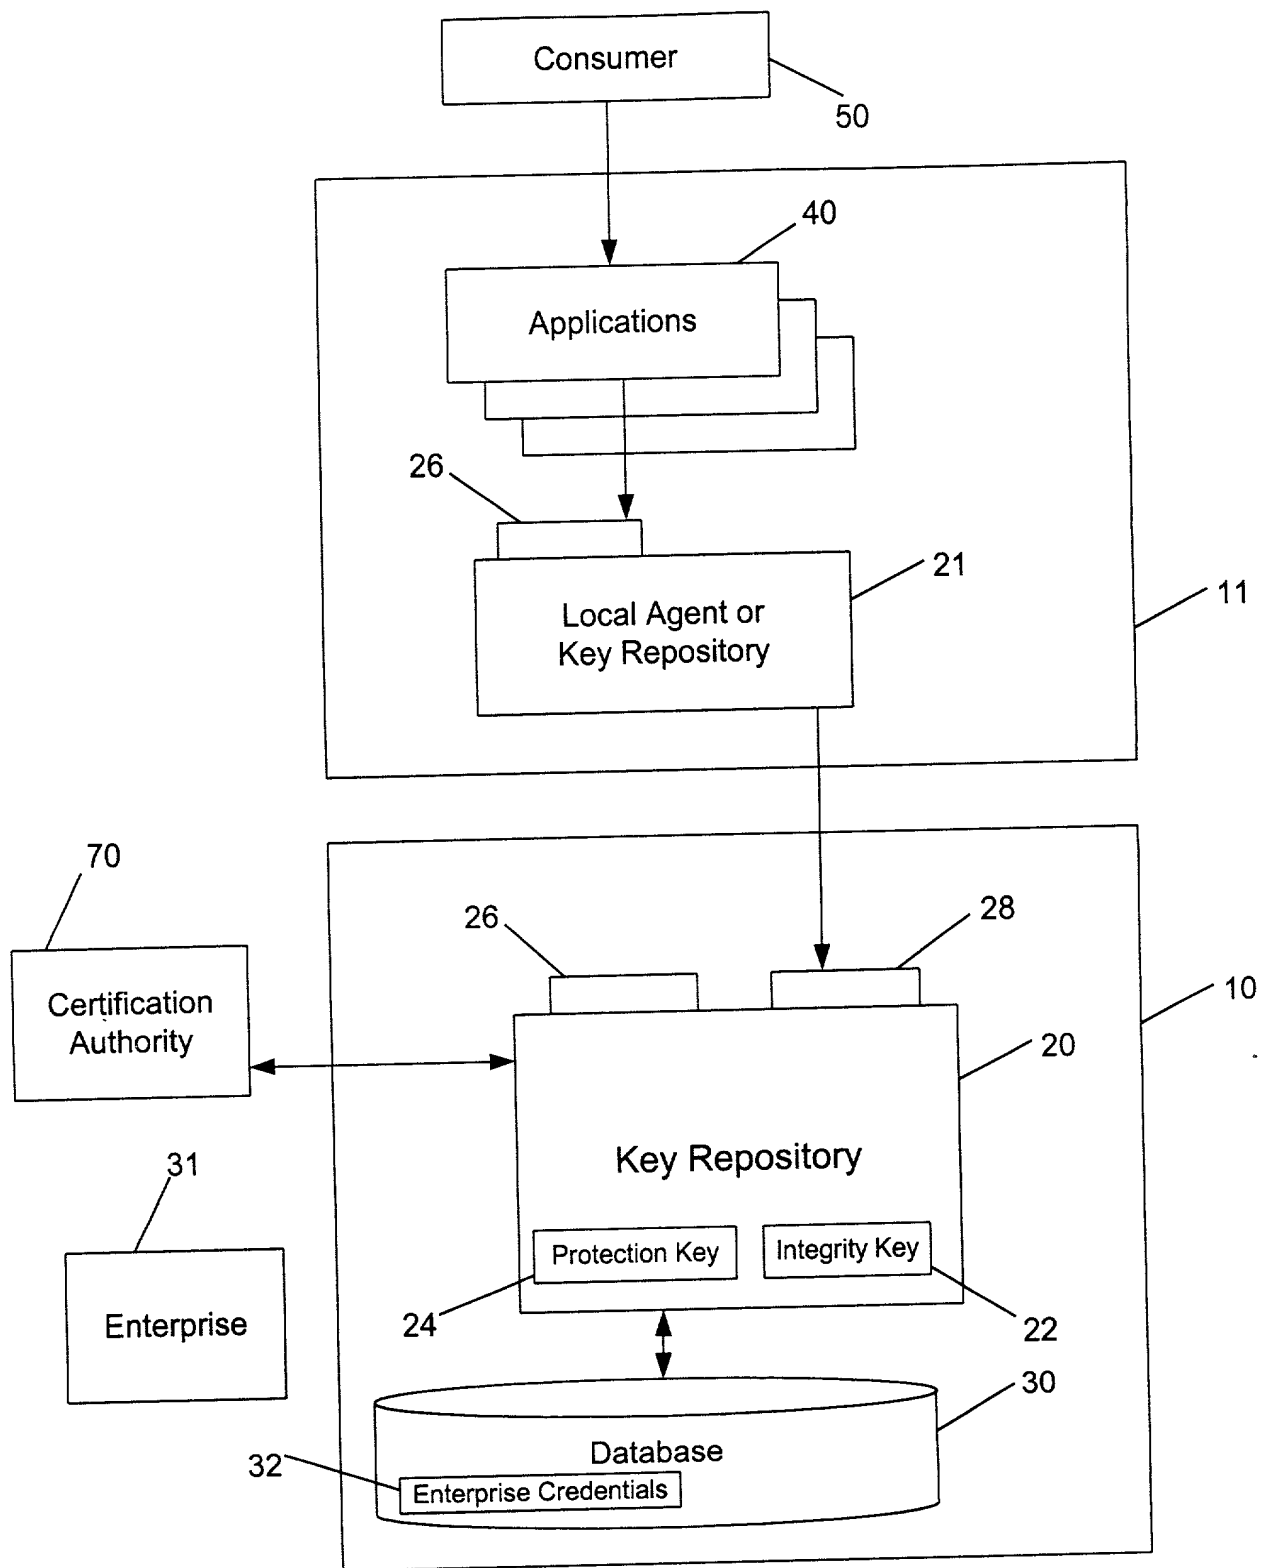 Consumer
50
40
Applications
26
21
11
Local Agent or
Key Repository
70
26
28
10
Certification
Authority
20
31
Key Repository
Protection Key
Integrity Key
Enterprise
24
22
30
Database
32
Enterprise Credentials